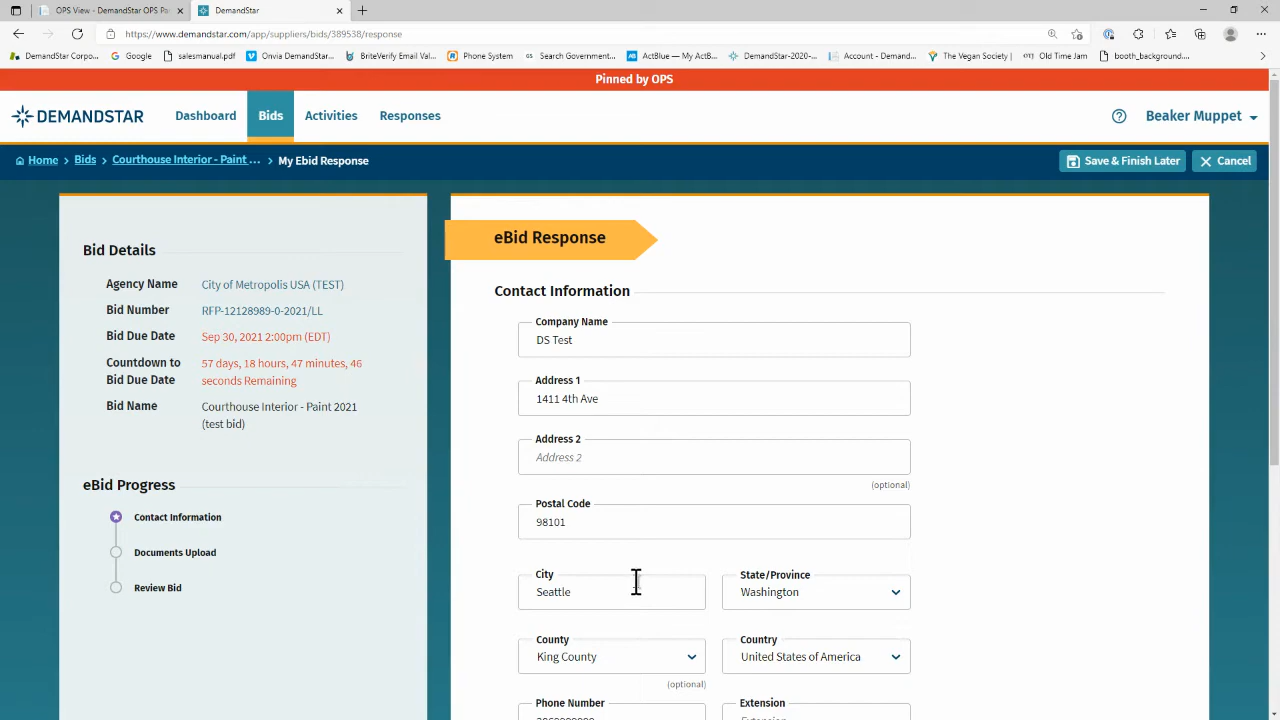 OPS View - DemandStar OPS Pa
DemandStar
https://www.demandstar.com/app/suppliers/bids/389538/response
DemandStar Corpo...
Google
salesmanual.pdf
Onvia DemandStar...
BriteVerify Email Val...
Phone System
GS Government Search...
ActBlue — My ActB...
DemandStar-2020-...
Account - Demand...
The Vegan Society
Old Time Jam
booth_background....
Pinned by OPS
DEMANDSTAR
Dashboard
Bids
Activities
Responses
Beaker Muppet
Home > Bids > Courthouse Interior - Paint ... > My Ebid Response
Save & Finish Later
Cancel
Bid Details
Agency Name City of Metropolis USA (TEST)
Bid Number RFP-12128989-0-2021/LL
Bid Due Date Sep 30, 2021 2:00pm (EDT)
Countdown to 57 days, 18 hours, 47 minutes, 46
Bid Due Date seconds Remaining
Bid Name Courthouse Interior - Paint 2021
(test bid)
eBid Progress
Contact Information
Documents Upload
Review Bid
eBid Response
Contact Information
Company Name
DS Test
Address 1
1411 4th Ave
Address 2
Address 2
(optional)
Postal Code
98101
City
Seattle
State/Province
Washington
County
King County
(optional)
Country
United States of America
Phone Number
Extension